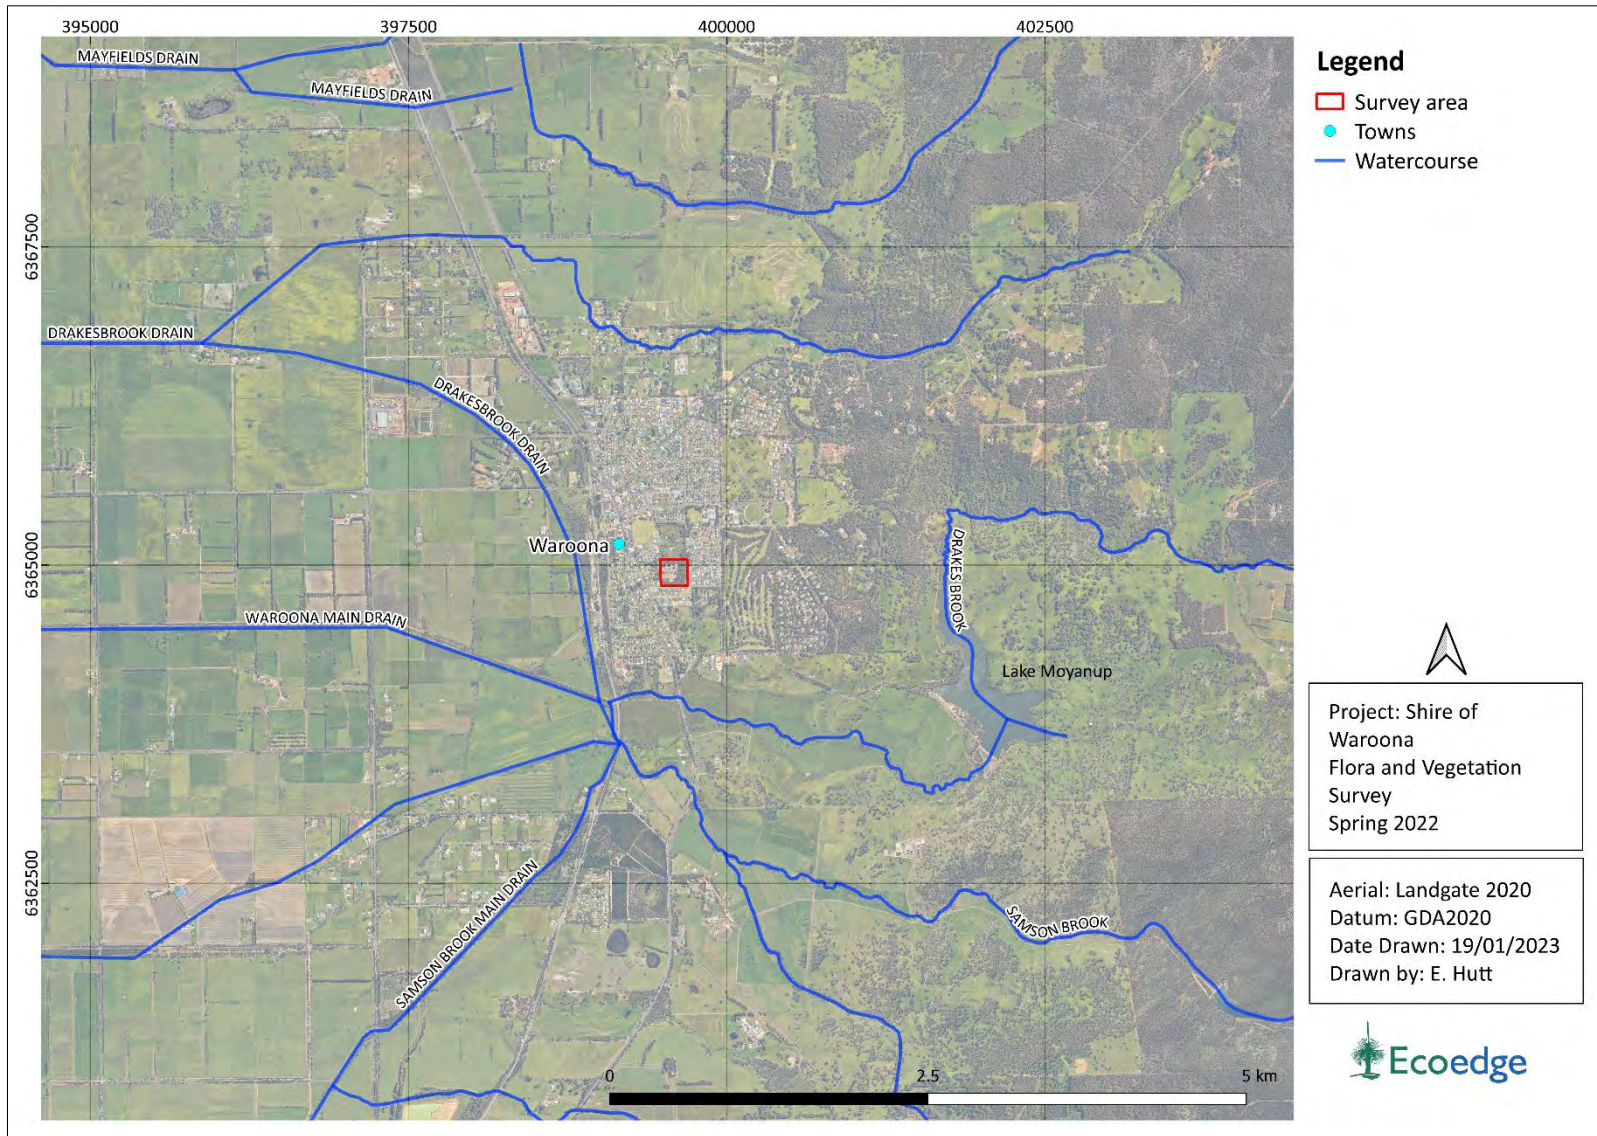 395000
397500
400000
402500
MAYFIELDS DRAIN
MAYFIELDS DRAIN
6367500
DRAKESBROOK DRAIN
DRAKESBROOK DRAIN
Waroona
6365000
DRAKES BROOK
WAROONA MAIN DRAIN
Lake Moyanup
6362500
SAMSON BROOK MAIN DRAIN
SAMSON BROOK
0
2.5
5 km
Legend
Survey area
Towns
Watercourse
Project: Shire of
Waroona
Flora and Vegetation
Survey
Spring 2022
Aerial: Landgate 2020
Datum: GDA2020
Date Drawn: 19/01/2023
Drawn by: E. Hutt
Ecoedge